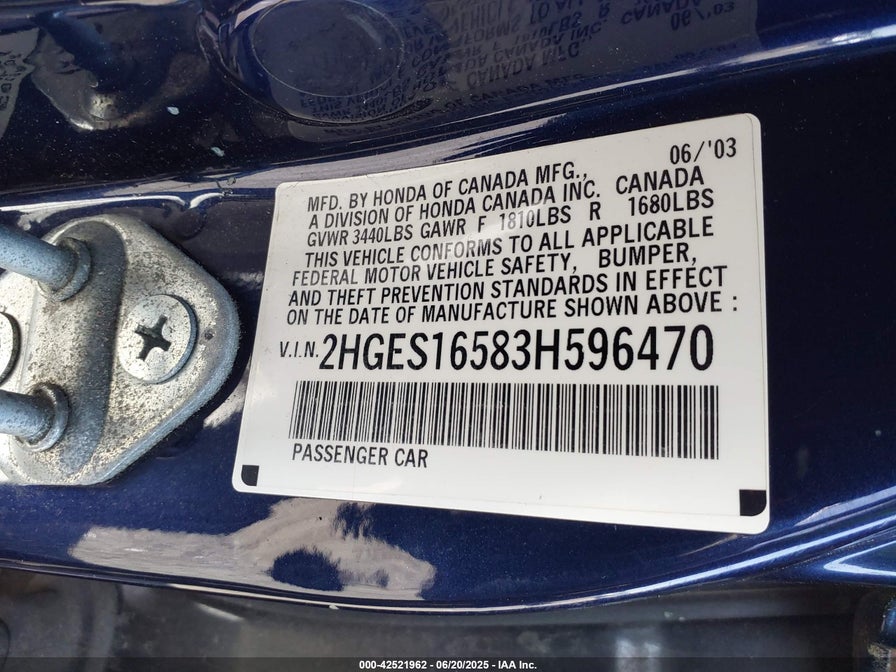 06/'03
MFD. BY HONDA OF CANADA MFG.,
A DIVISION OF HONDA CANADA INC. CANADA
GVWR 3440LBS GAWR F 1810LBS R 1680LBS
THIS VEHICLE CONFORMS TO ALL APPLICABLE
FEDERAL MOTOR VEHICLE SAFETY, BUMPER,
AND THEFT PREVENTION STANDARDS IN EFFECT
ON THE DATE OF MANUFACTURE SHOWN ABOVE :
V.I.N. 2HGES16583H596470
PASSENGER CAR
000-42521962 - 06/20/2025 - IAA Inc.